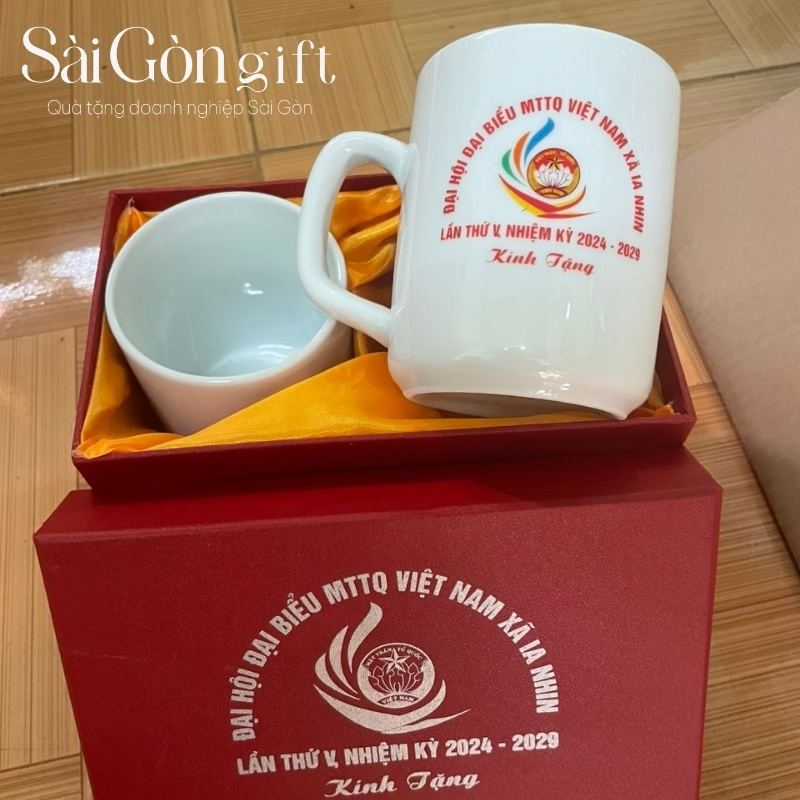 Sài Gòn gift
Quà tặng doanh nghiệp Sài Gòn
ĐẠI HỘI ĐẠI BIỂU MTTQ VIỆT NAM XÃ IA NHIN
LẦN THỨ V, NHIỆM KỲ 2024 - 2029
Kính Tặng
ĐẠI HỘI ĐẠI BIỂU MTTQ VIỆT NAM XÃ IA NHIN
MẶT TRẬN TỔ QUỐC
VIỆT NAM
LẦN THỨ V, NHIỆM KỲ 2024 - 2029
Kính Tặng